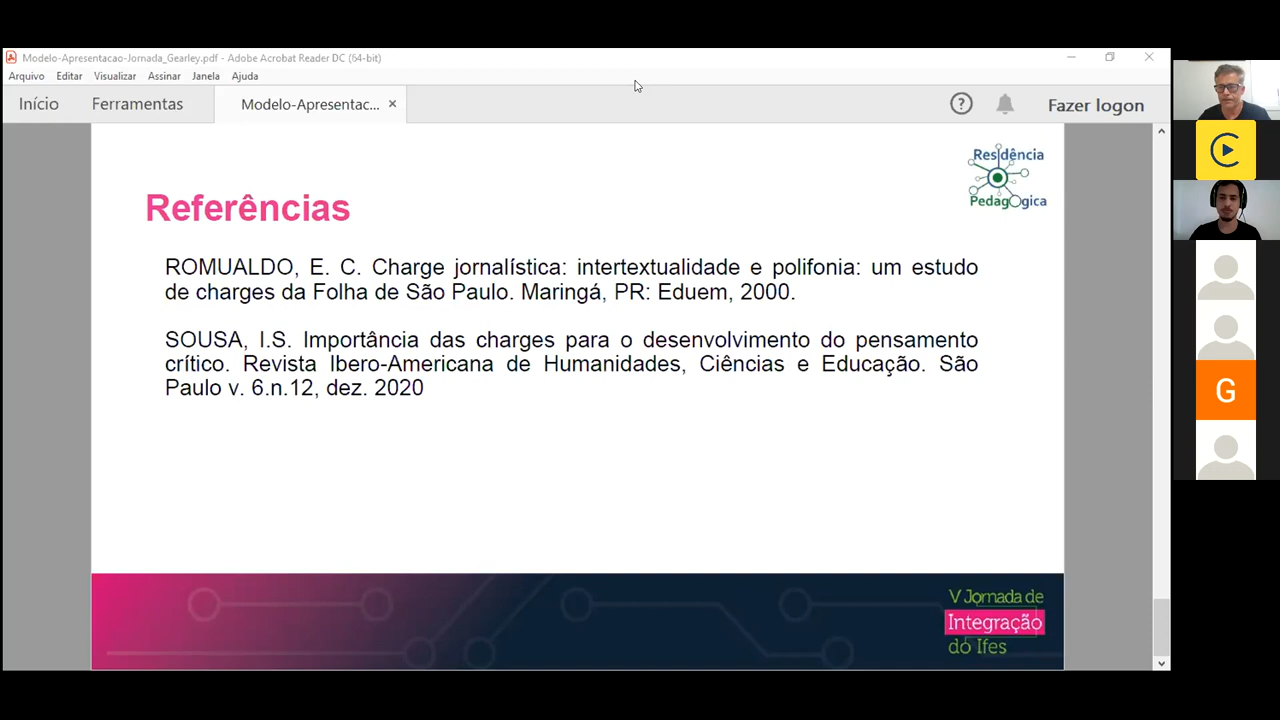 Modelo-Apresentacao-Jornada_Gearley.pdf - Adobe Acrobat Reader DC (64-bit)
Arquivo Editar Visualizar Assinar Janela Ajuda
Início Ferramentas Modelo-Apresentac... × ? Fazer logon
Residência
Pedagógica
Referências
ROMUALDO, E. C. Charge jornalística: intertextualidade e polifonia: um estudo
de charges da Folha de São Paulo. Maringá, PR: Eduem, 2000.
SOUSA, I.S. Importância das charges para o desenvolvimento do pensamento
crítico. Revista Ibero-Americana de Humanidades, Ciências e Educação. São
Paulo v. 6.n.12, dez. 2020
V Jornada de
Integração
do Ifes
G